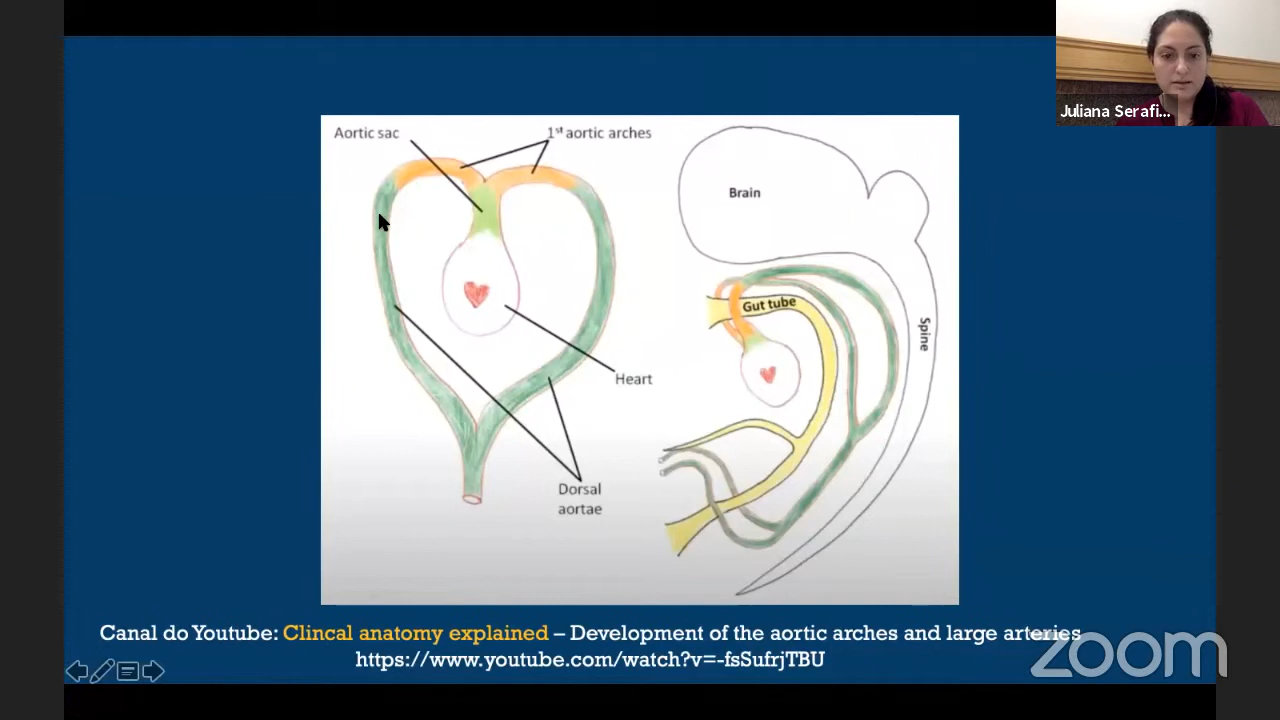 Juliana Serafi...
Aortic sac
1st aortic arches
Brain
Gut tube
Spine
Heart
Dorsal
aortae
Canal do Youtube: Clincal anatomy explained – Development of the aortic arches and large arteries
https://www.youtube.com/watch?v=-fsSufrjTBU
zoom